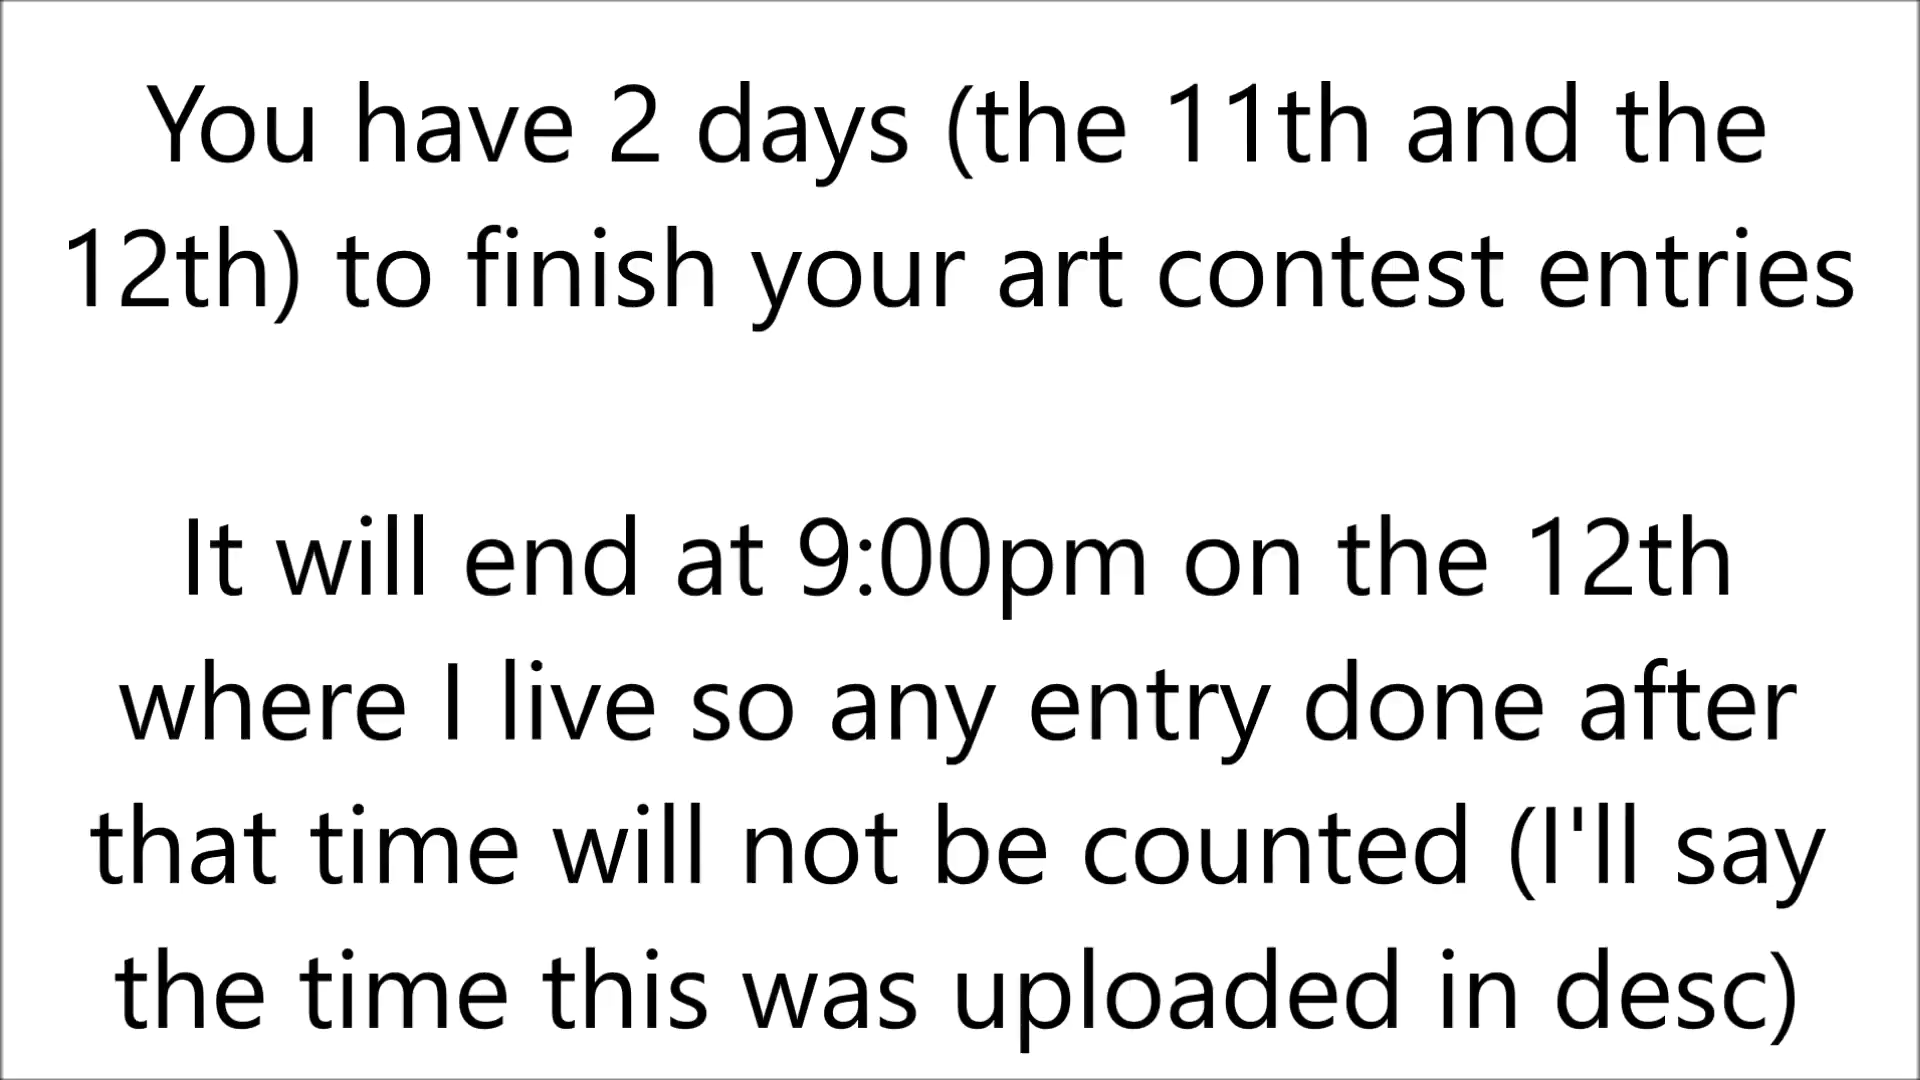 You have 2 days (the 11th and the
12th) to finish your art contest entries
It will end at 9:00pm on the 12th
where I live so any entry done after
that time will not be counted (I'll say
the time this was uploaded in desc)